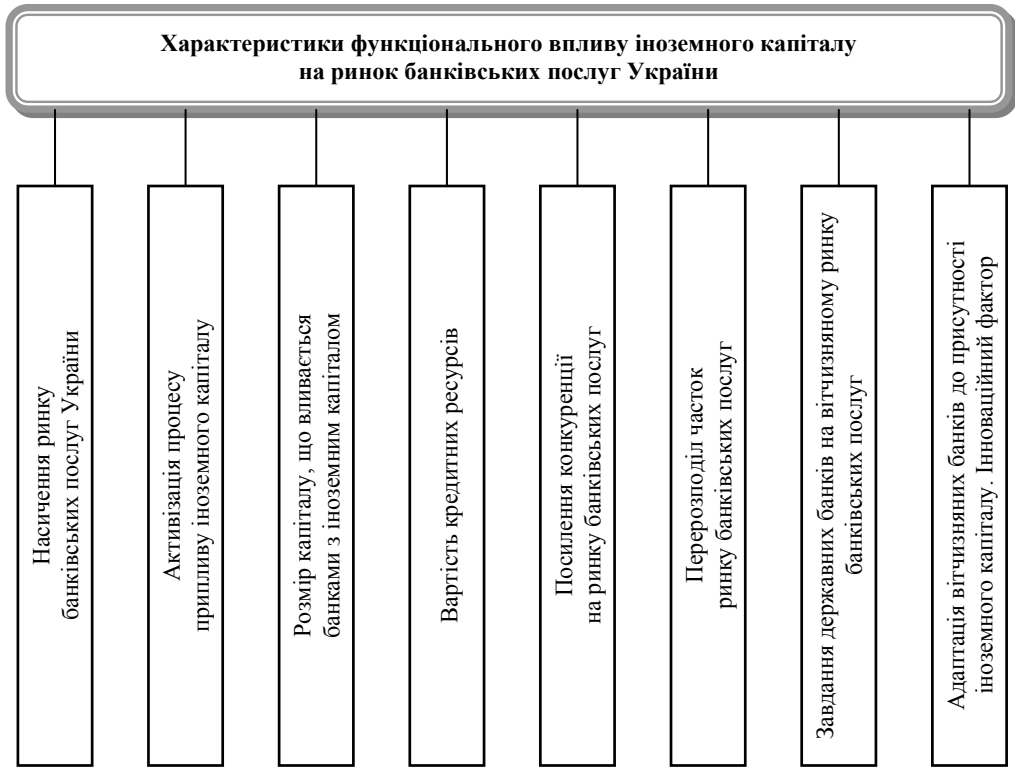 Характеристики функціонального впливу іноземного капіталу
на ринок банківських послуг України
Насичення ринку
банківських послуг України
Активізація процесу
припливу іноземного капіталу
Розмір капіталу, що вливається
банками з іноземним капіталом
Вартість кредитних ресурсів
Посилення конкуренції
на ринку банківських послуг
Перерозподіл часток
ринку банківських послуг
Завдання державних банків на вітчизняному ринку
банківських послуг
Адаптація вітчизняних банків до присутності
іноземного капіталу. Інноваційний фактор